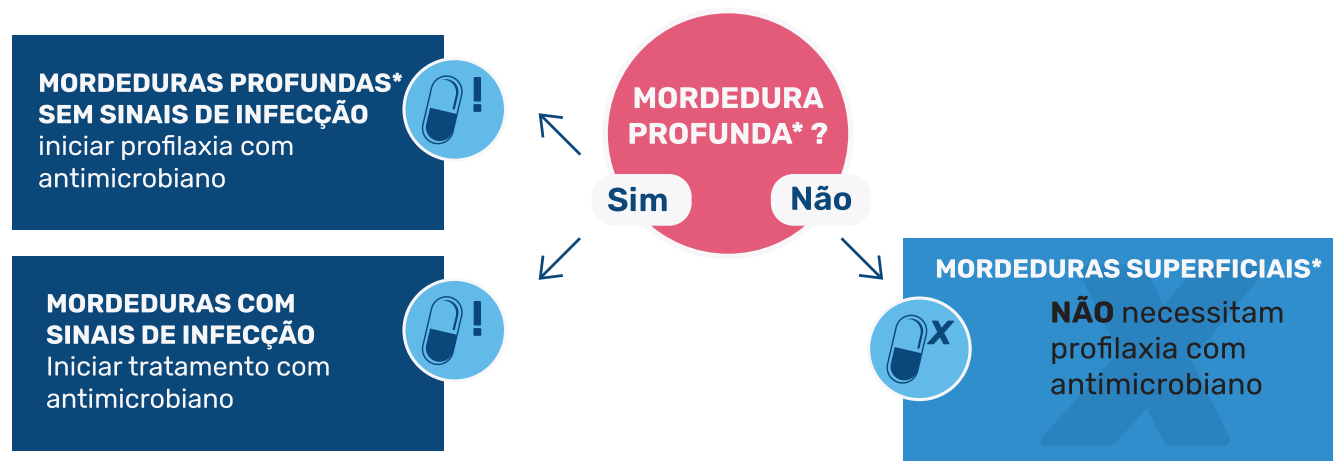 MORDEDURA
PROFUNDA* ?
Sim
Não
MORDEDURAS PROFUNDAS*
SEM SINAIS DE INFECÇÃO
iniciar profilaxia com
antimicrobiano
!
MORDEDURAS COM
SINAIS DE INFECÇÃO
Iniciar tratamento com
antimicrobiano
!
MORDEDURAS SUPERFICIAIS*
NÃO necessitam
profilaxia com
antimicrobiano
X